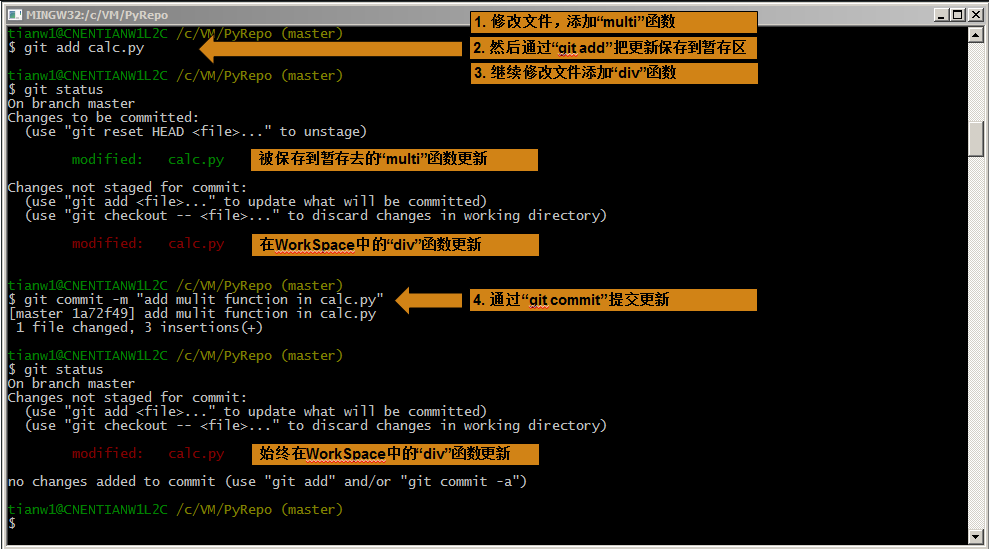 MINGW32:/c/VM/PyRepo
1. 修改文件，添加“multi”函数
tianw1@CNENTIANW1L2C /c/VM/PyRepo (master)
$ git add calc.py
2. 然后通过“git add”把更新保存到暂存区
3. 继续修改文件添加“div”函数
tianw1@CNENTIANW1L2C /c/VM/PyRepo (master)
$ git status
On branch master
Changes to be committed:
  (use "git reset HEAD <file>..." to unstage)
modified:   calc.py
被保存到暂存去的“multi”函数更新
Changes not staged for commit:
  (use "git add <file>..." to update what will be committed)
  (use "git checkout -- <file>..." to discard changes in working directory)
modified:   calc.py
在WorkSpace中的“div”函数更新
tianw1@CNENTIANW1L2C /c/VM/PyRepo (master)
$ git commit -m "add mulit function in calc.py"
4. 通过“git commit”提交更新
[master 1a72f49] add mulit function in calc.py
 1 file changed, 3 insertions(+)
tianw1@CNENTIANW1L2C /c/VM/PyRepo (master)
$ git status
On branch master
Changes not staged for commit:
  (use "git add <file>..." to update what will be committed)
  (use "git checkout -- <file>..." to discard changes in working directory)
modified:   calc.py
始终在WorkSpace中的“div”函数更新
no changes added to commit (use "git add" and/or "git commit -a")
tianw1@CNENTIANW1L2C /c/VM/PyRepo (master)
$